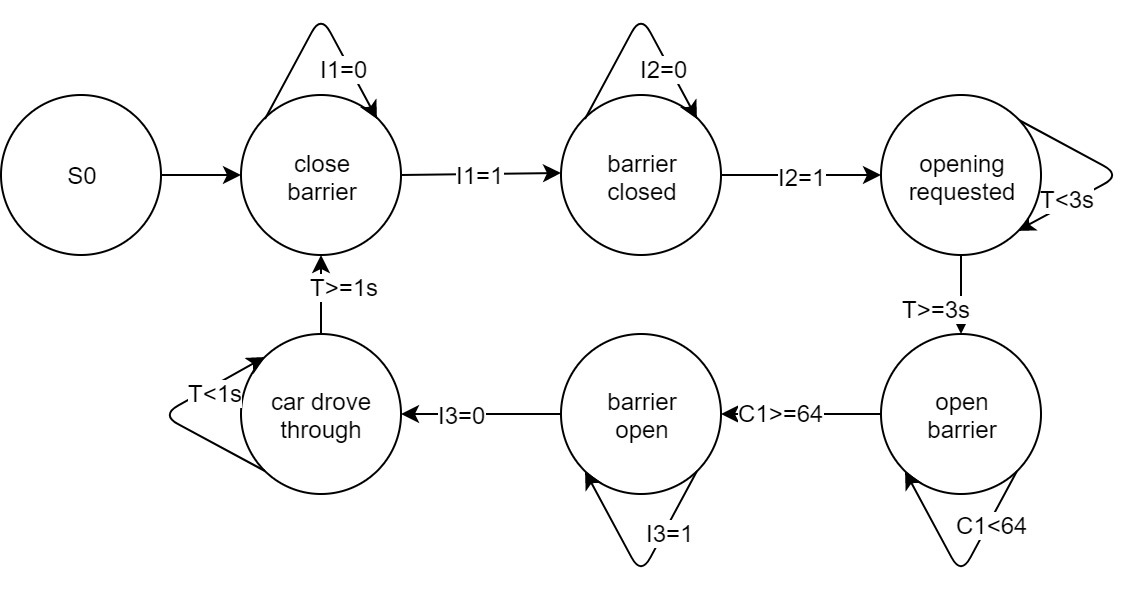 I1=0
I2=0
S0
close
barrier
I1=1
barrier
closed
I2=1
opening
requested
T<3s
T>=1s
T>=3s
T<1s
car drove
through
I3=0
barrier
open
C1>=64
open
barrier
I3=1
C1<64